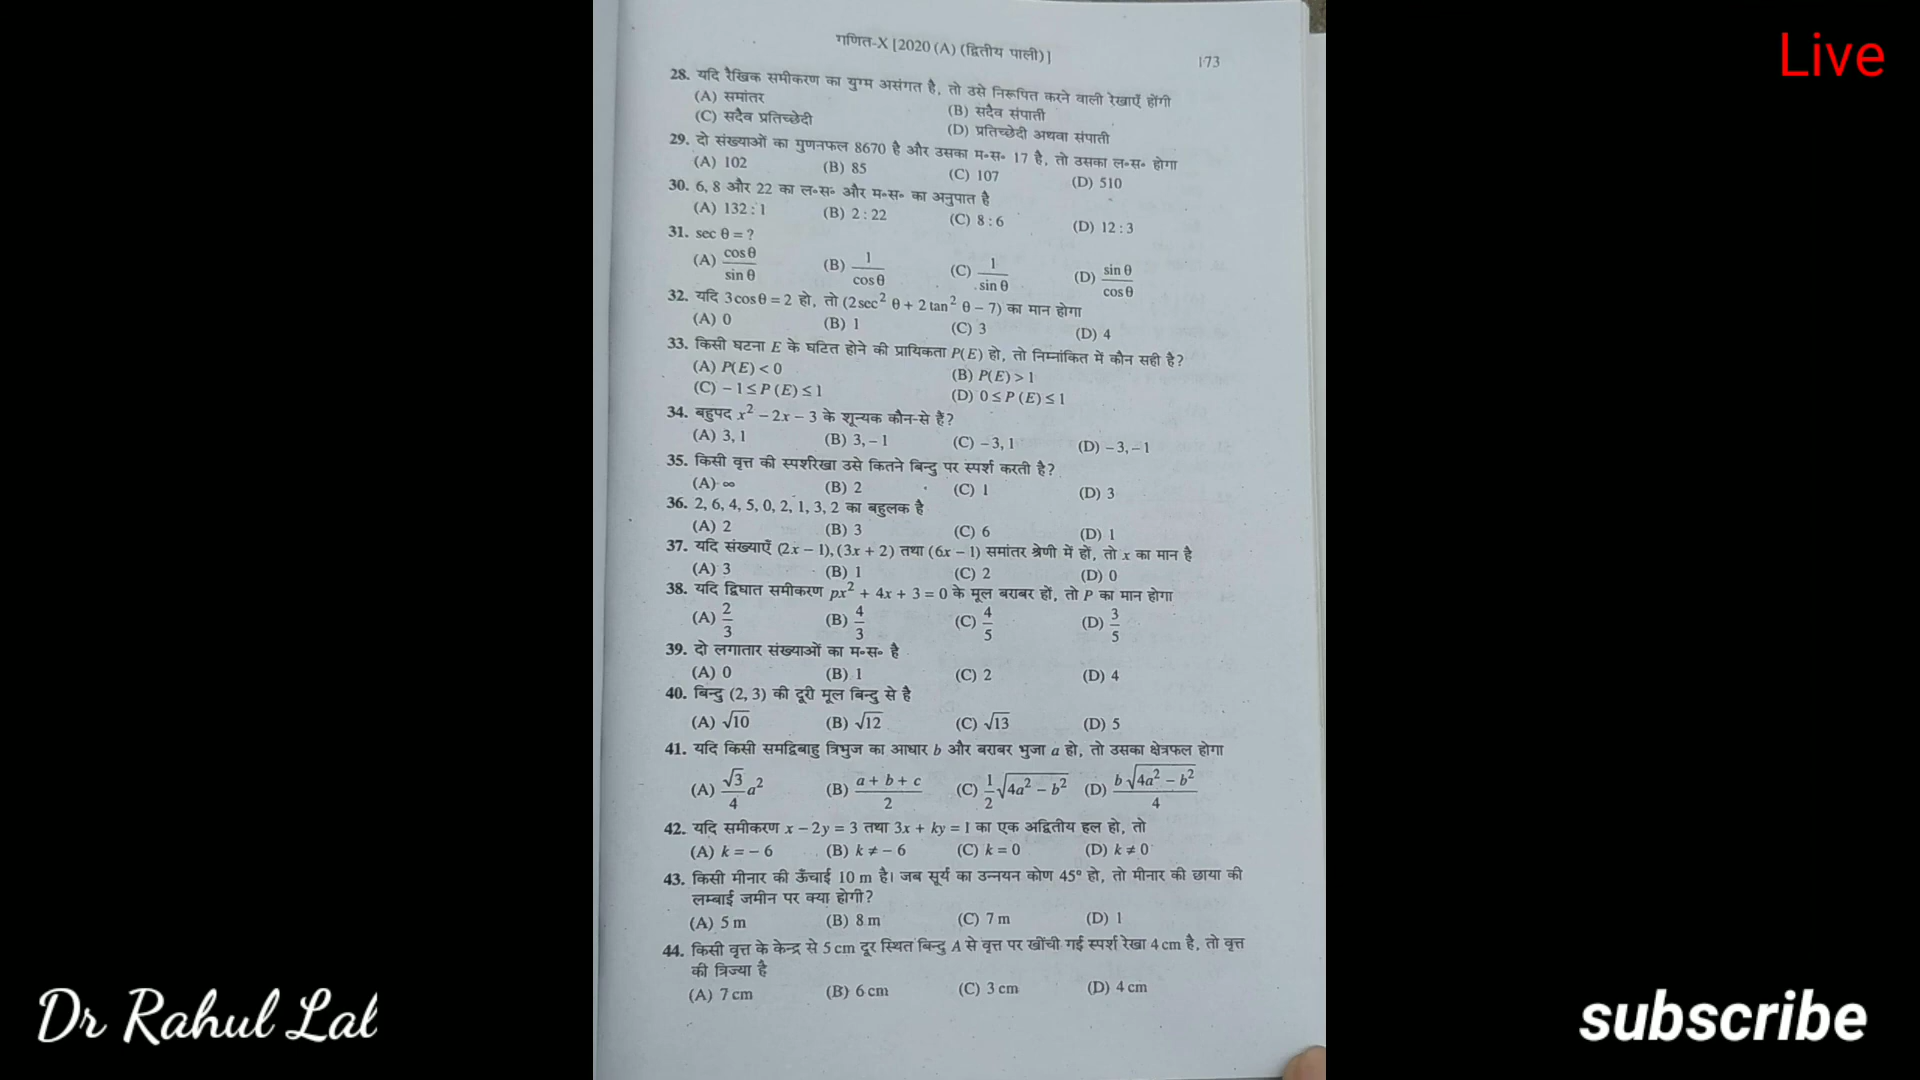 Live
गणित-X [2020 (A) (द्वितीय पाली)]
173
28. यदि रैखिक समीकरण का युग्म असंगत है, तो उसे निरूपित करने वाली रेखाएँ होंगी
(A) समांतर (B) सदैव संपाती
(C) सदैव प्रतिच्छेदी (D) प्रतिच्छेदी अथवा संपाती
29. दो संख्याओं का गुणनफल 8670 है और उसका म०स० 17 है, तो उसका ल०स० होगा
(A) 102 (B) 85 (C) 107 (D) 510
30. 6, 8 और 22 का ल०स० और म०स० का अनुपात है
(A) 132 : 1 (B) 2 : 22 (C) 8 : 6 (D) 12 : 3
31. sec θ = ?
(A) cos θ / sin θ (B) 1 / cos θ (C) 1 / sin θ (D) sin θ / cos θ
32. यदि 3 cos θ = 2 हो, तो (2 sec² θ + 2 tan² θ – 7) का मान होगा
(A) 0 (B) 1 (C) 3 (D) 4
33. किसी घटना E के घटित होने की प्रायिकता P(E) हो, तो निम्नांकित में कौन सही है?
(A) P(E) < 0 (B) P(E) > 1
(C) – 1 ≤ P (E) ≤ 1 (D) 0 ≤ P (E) ≤ 1
34. बहुपद x² – 2x – 3 के शून्यक कौन-से हैं?
(A) 3, 1 (B) 3, – 1 (C) – 3, 1 (D) – 3, – 1
35. किसी वृत्त की स्पर्शरेखा उसे कितने बिन्दु पर स्पर्श करती है?
(A) ∞ (B) 2 (C) 1 (D) 3
36. 2, 6, 4, 5, 0, 2, 1, 3, 2 का बहुलक है
(A) 2 (B) 3 (C) 6 (D) 1
37. यदि संख्याएँ (2x – 1), (3x + 2) तथा (6x – 1) समांतर श्रेणी में हों, तो x का मान है
(A) 3 (B) 1 (C) 2 (D) 0
38. यदि द्विघात समीकरण px² + 4x + 3 = 0 के मूल बराबर हों, तो P का मान होगा
(A) 2/3 (B) 4/3 (C) 4/5 (D) 3/5
39. दो लगातार संख्याओं का म०स० है
(A) 0 (B) 1 (C) 2 (D) 4
40. बिन्दु (2, 3) की दूरी मूल बिन्दु से है
(A) √10 (B) √12 (C) √13 (D) 5
41. यदि किसी समद्विबाहु त्रिभुज का आधार b और बराबर भुजा a हो, तो उसका क्षेत्रफल होगा
(A) √3/4 a² (B) a + b + c / 2 (C) 1/2 √4a² – b² (D) b √4a² – b² / 4
42. यदि समीकरण x – 2y = 3 तथा 3x + ky = 1 का एक अद्वितीय हल हो, तो
(A) k = – 6 (B) k ≠ – 6 (C) k = 0 (D) k ≠ 0
43. किसी मीनार की ऊँचाई 10 m है। जब सूर्य का उन्नयन कोण 45° हो, तो मीनार की छाया की
लम्बाई जमीन पर क्या होगी?
(A) 5 m (B) 8 m (C) 7 m (D) 1
44. किसी वृत्त के केन्द्र से 5 cm दूर स्थित बिन्दु A से वृत्त पर खींची गई स्पर्श रेखा 4 cm है, तो वृत्त
की त्रिज्या है
(A) 7 cm (B) 6 cm (C) 3 cm (D) 4 cm
Dr Rahul Lal
subscribe